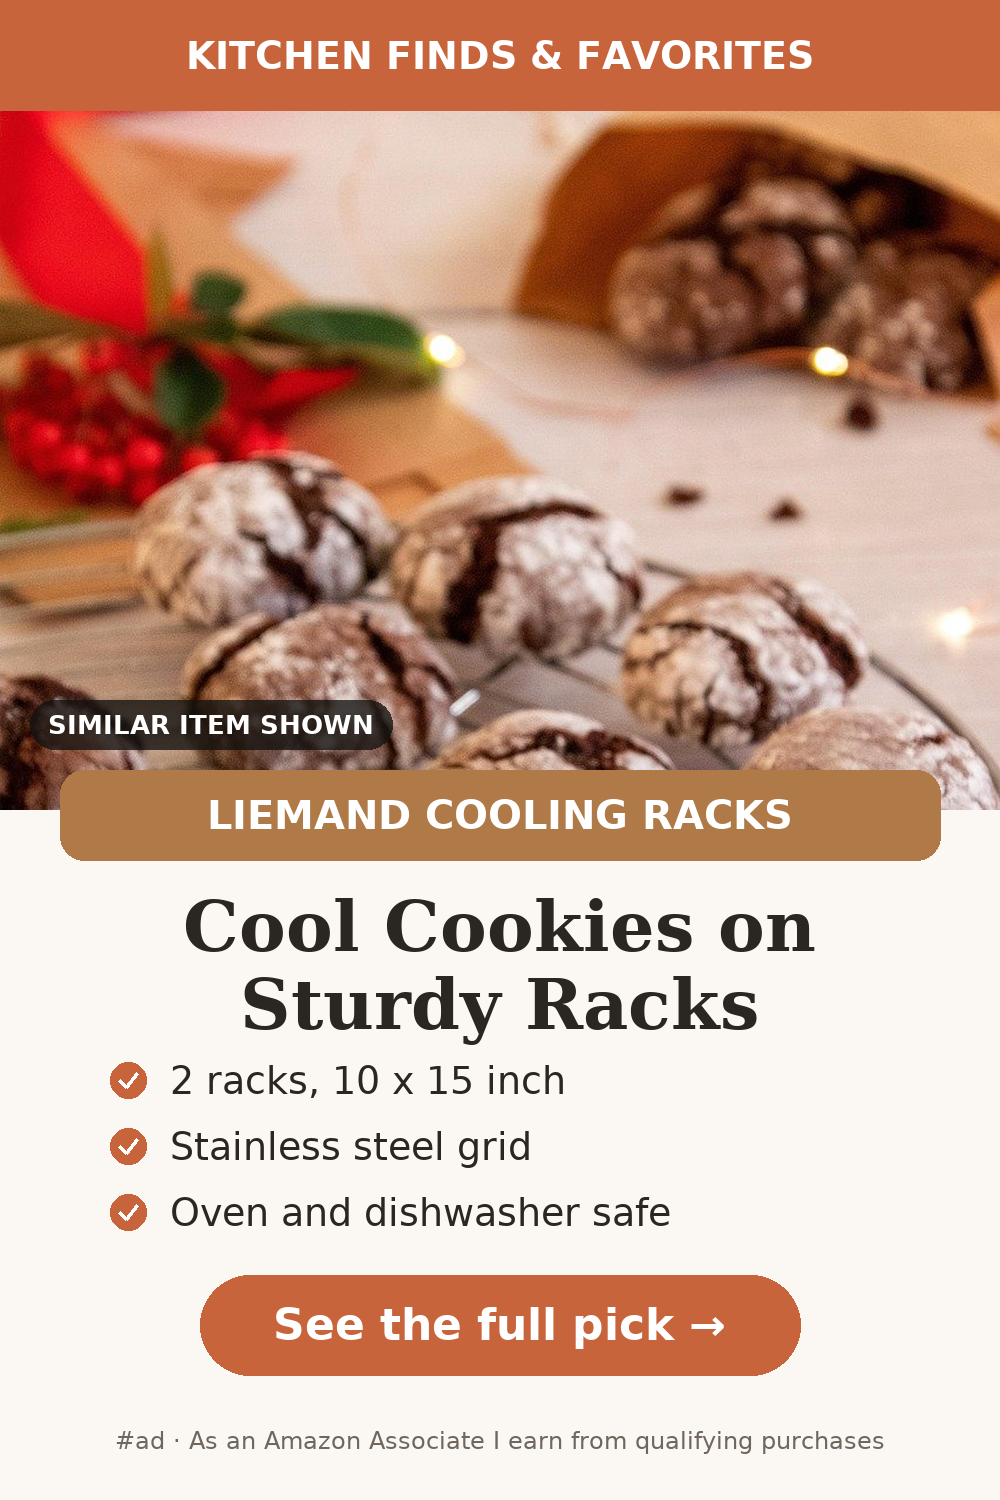 KITCHEN FINDS & FAVORITES
SIMILAR ITEM SHOWN
LIEMAND COOLING RACKS
Cool Cookies on
Sturdy Racks
2 racks, 10 x 15 inch
Stainless steel grid
Oven and dishwasher safe
See the full pick →
#ad · As an Amazon Associate I earn from qualifying purchases